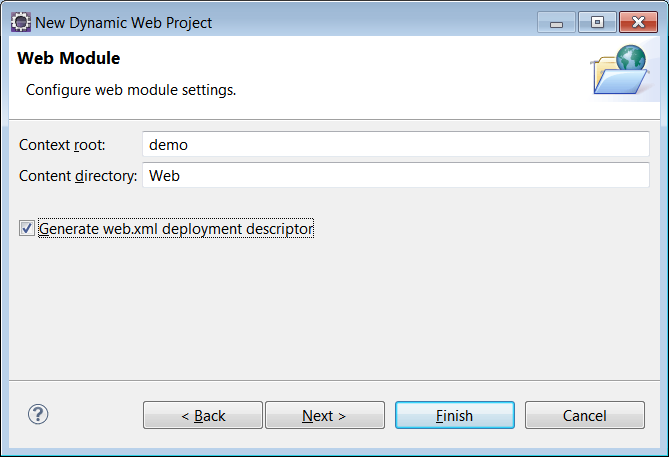 New Dynamic Web Project
Web Module
Configure web module settings.
Context root: demo
Content directory: Web
Generate web.xml deployment descriptor
? < Back Next > Finish Cancel